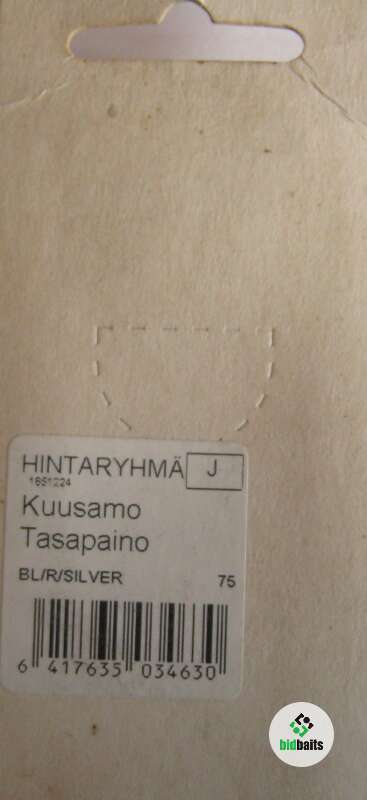 HINTARYHMÄ J
1651224
Kuusamo
Tasapaino
BL/R/SILVER 75
6 417635 034630
bidbaits